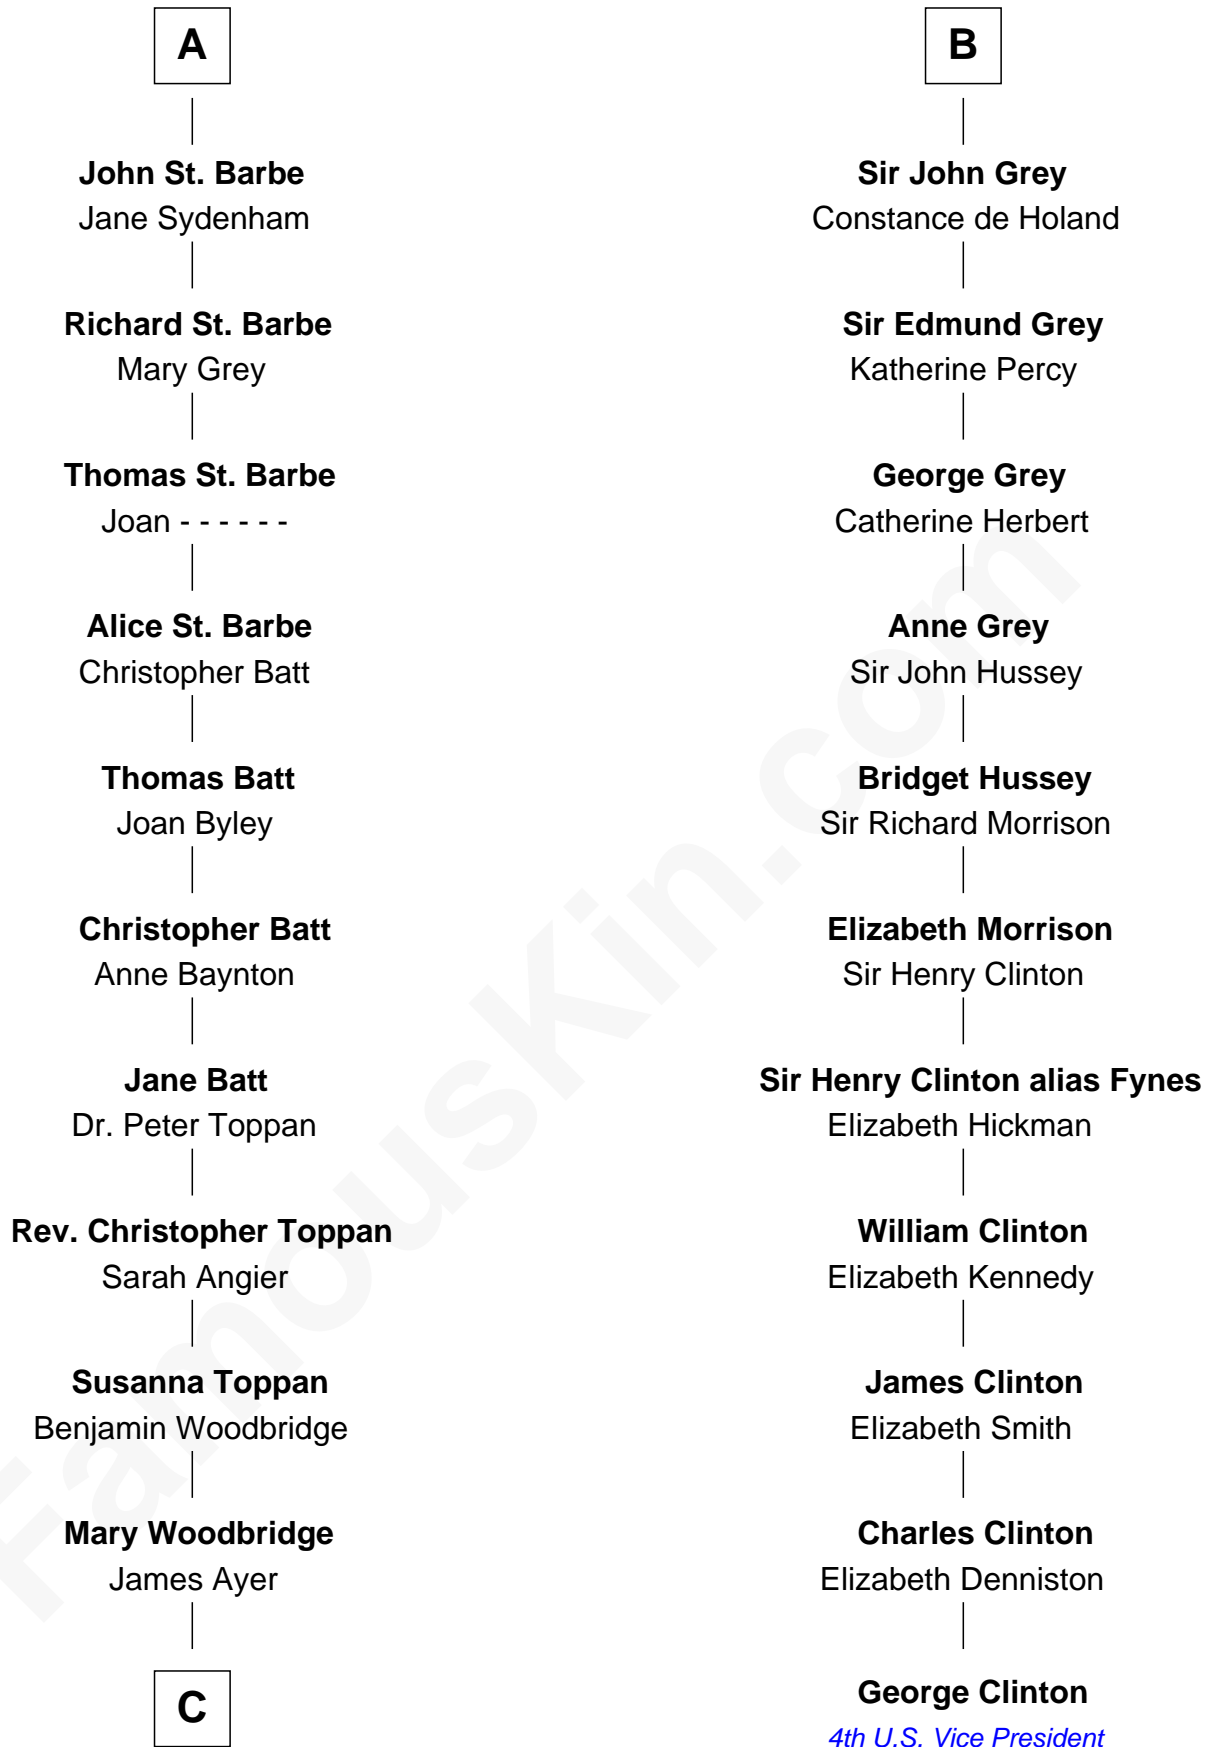 A
John St. Barbe
Jane Sydenham
Richard St. Barbe
Mary Grey
Thomas St. Barbe
Joan - - - - - -
Alice St. Barbe
Christopher Batt
Thomas Batt
Joan Byley
Christopher Batt
Anne Baynton
Jane Batt
Dr. Peter Toppan
Rev. Christopher Toppan
Sarah Angier
Susanna Toppan
Benjamin Woodbridge
Mary Woodbridge
James Ayer
C
B
Sir John Grey
Constance de Holand
Sir Edmund Grey
Katherine Percy
George Grey
Catherine Herbert
Anne Grey
Sir John Hussey
Bridget Hussey
Sir Richard Morrison
Elizabeth Morrison
Sir Henry Clinton
Sir Henry Clinton alias Fynes
Elizabeth Hickman
William Clinton
Elizabeth Kennedy
James Clinton
Elizabeth Smith
Charles Clinton
Elizabeth Denniston
George Clinton
4th U.S. Vice President
FamousKin.com